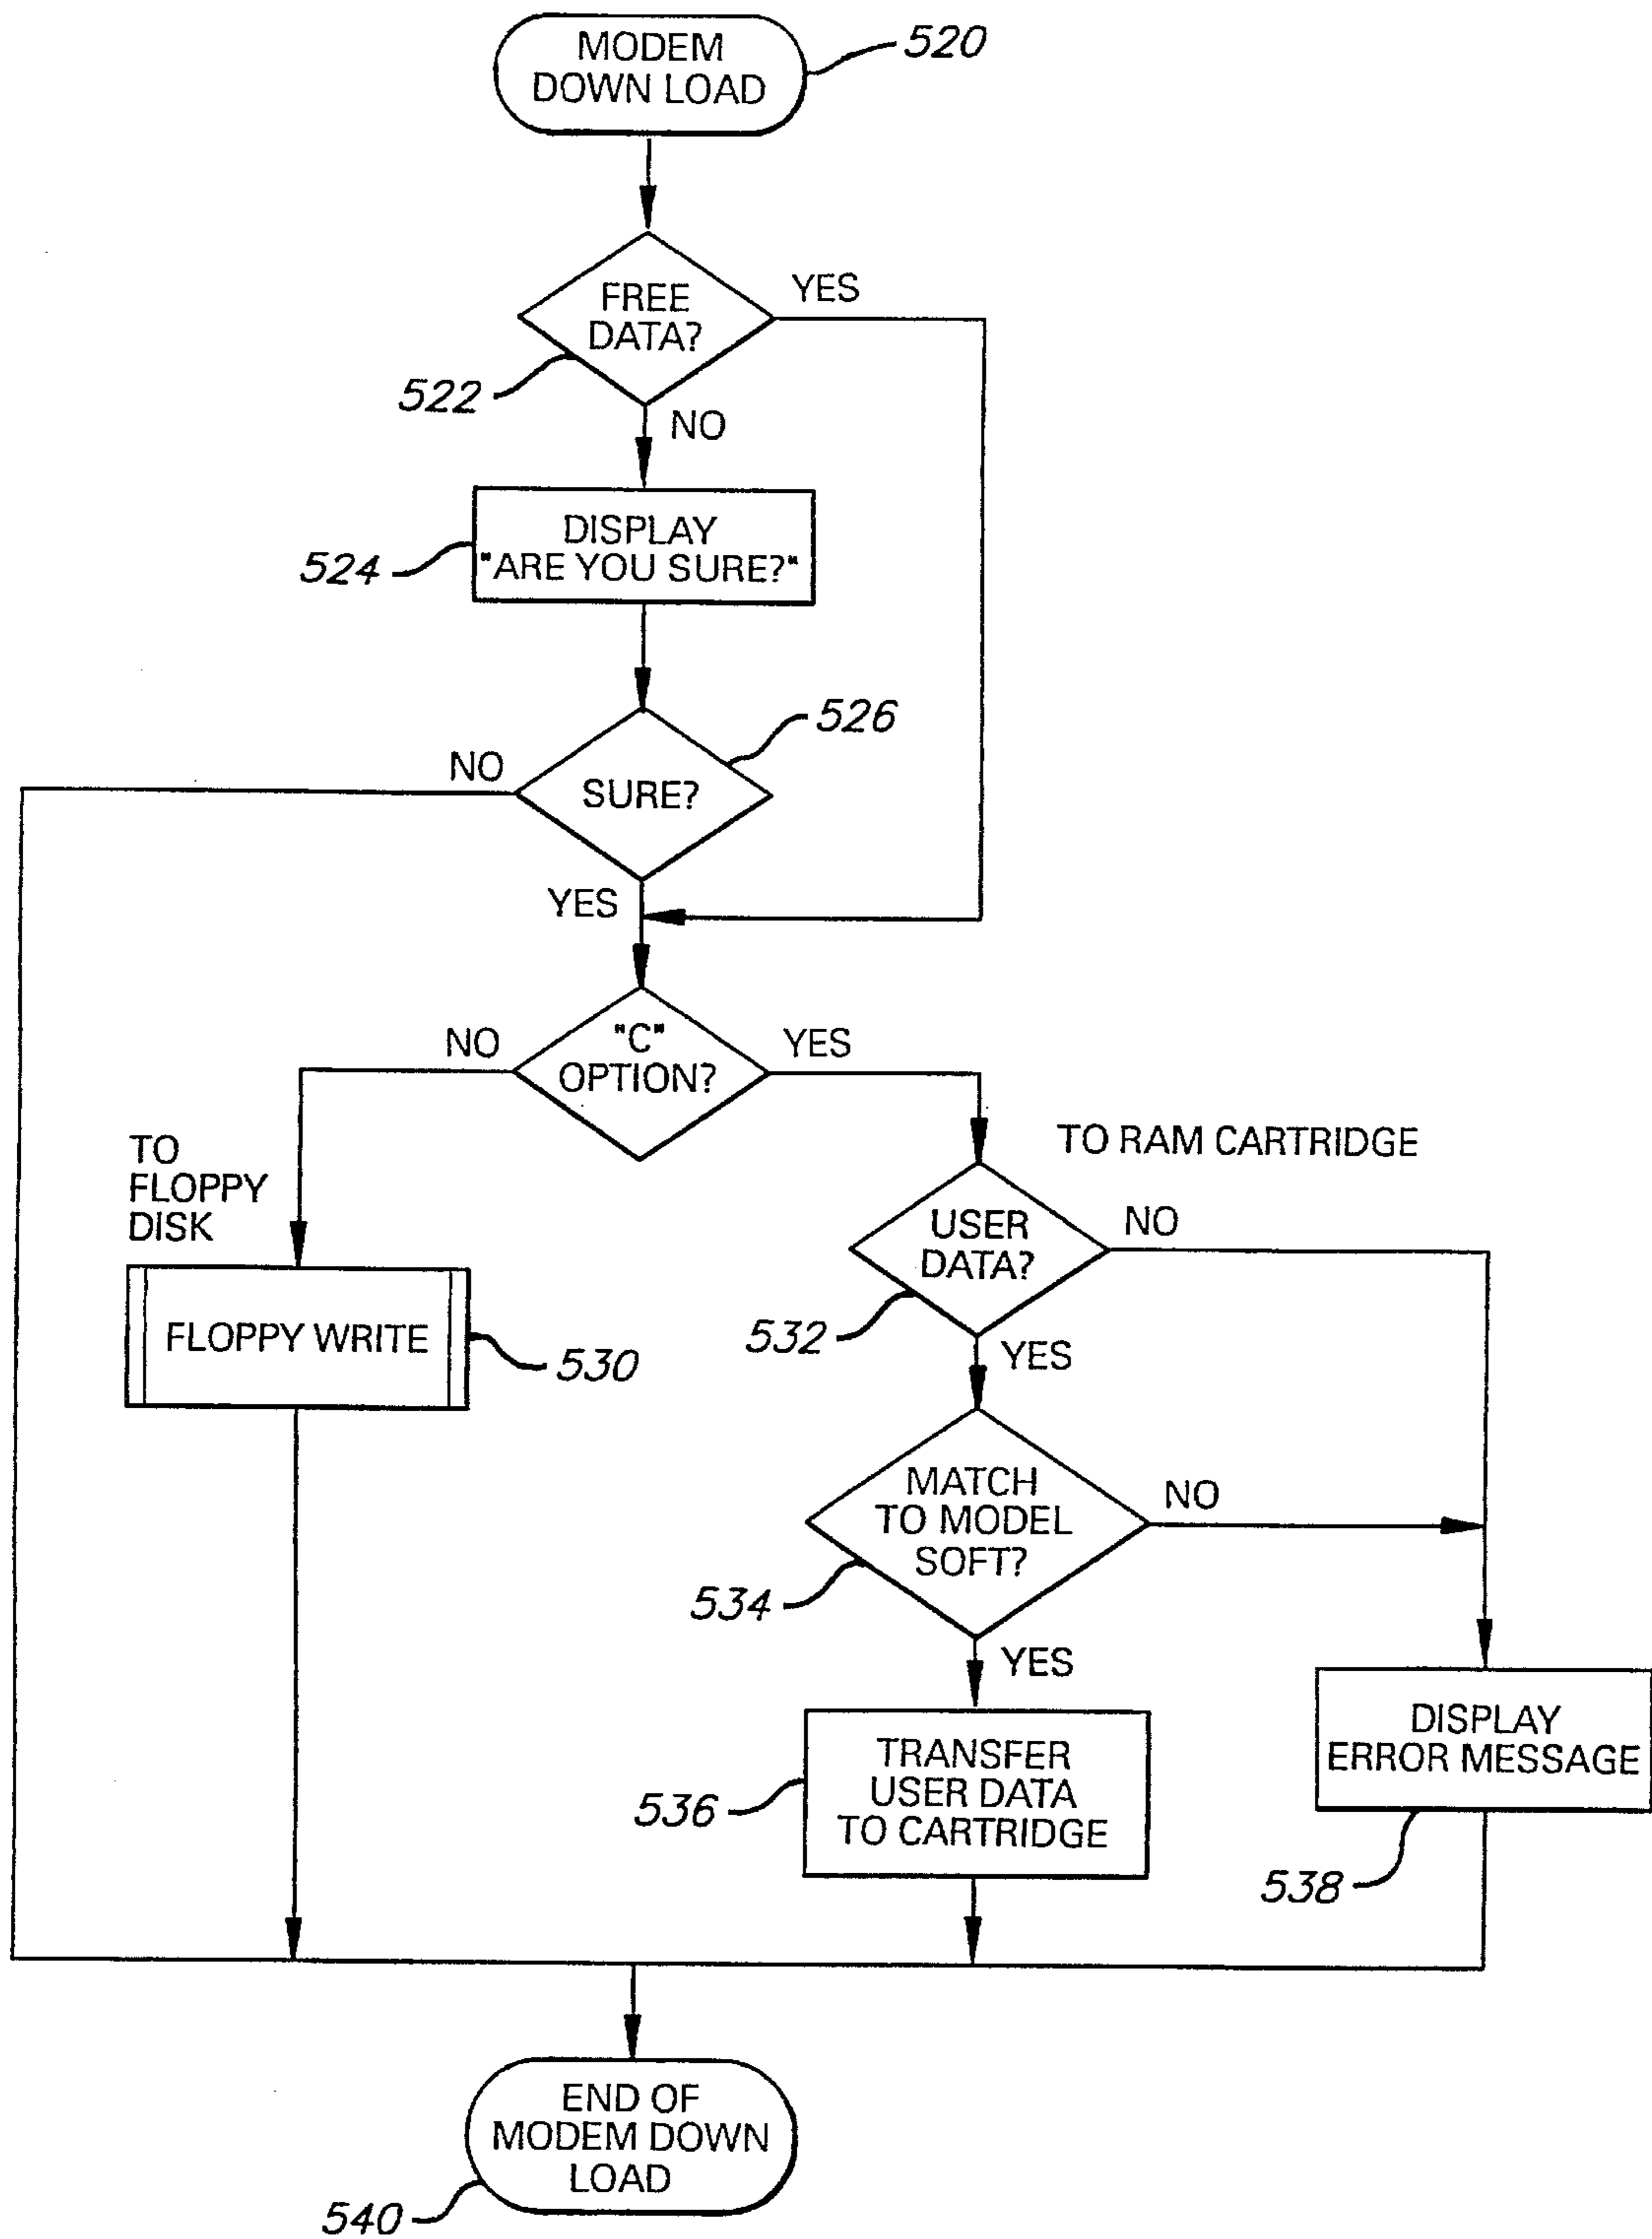 MODEM
DOWN LOAD
520
FREE
DATA?
YES
522
NO
DISPLAY
"ARE YOU SURE?"
524
526
NO
SURE?
YES
NO
"C"
OPTION?
YES
TO
FLOPPY
DISK
TO RAM CARTRIDGE
USER
DATA?
NO
532
YES
FLOPPY WRITE
530
MATCH
TO MODEL
SOFT?
NO
534
YES
TRANSFER
USER DATA
TO CARTRIDGE
536
DISPLAY
ERROR MESSAGE
538
END OF
MODEM DOWN
LOAD
540